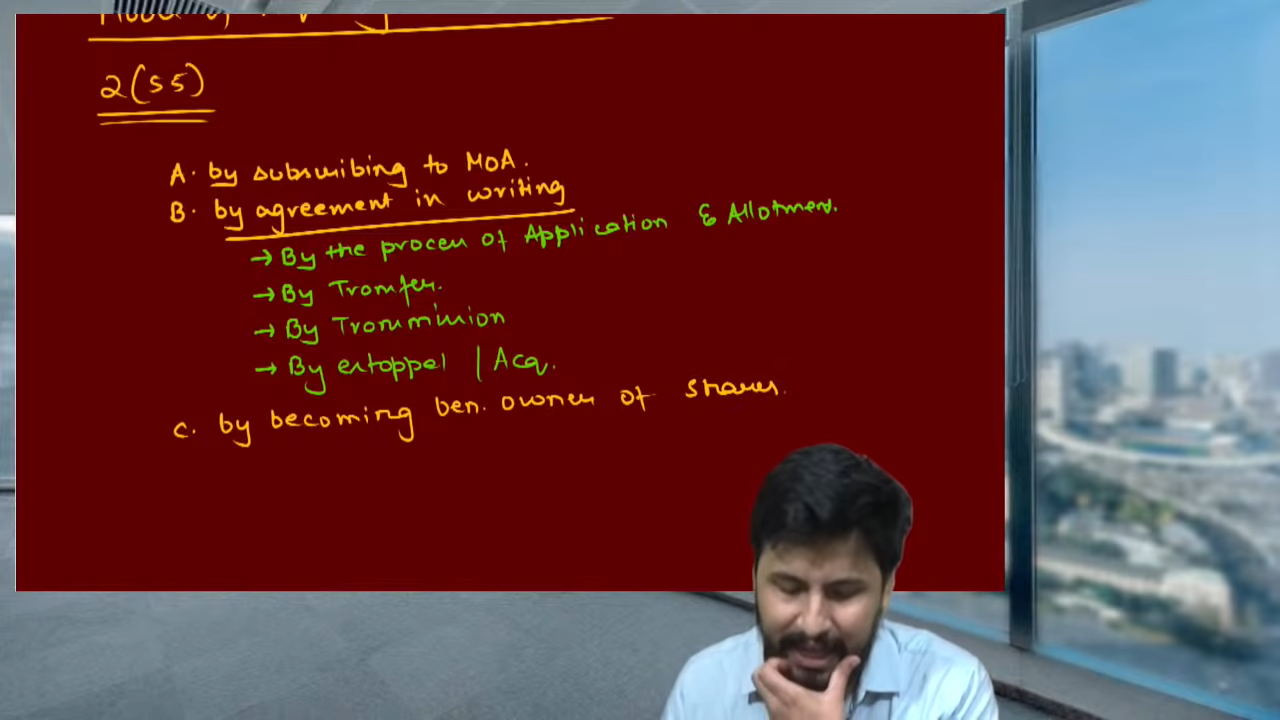 2(55)
A. by subscribing to MOA.
B. by agreement in writing
→ By the process of Application & Allotment.
→ By Transfer.
→ By Transmission
→ By estoppel / Acq.
C. by becoming ben. owner of shares.